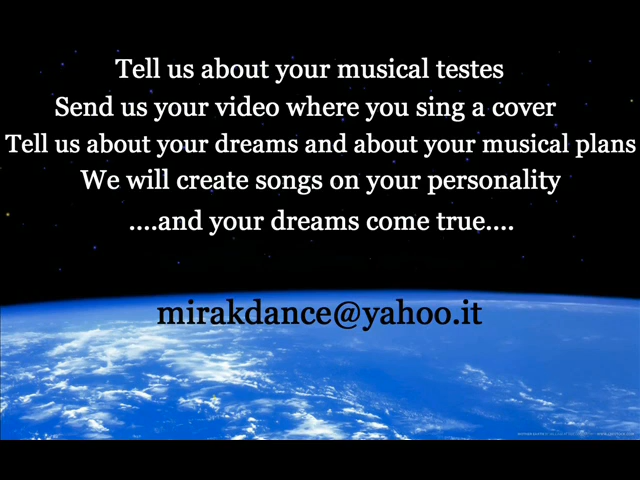 Tell us about your musical testes
Send us your video where you sing a cover
Tell us about your dreams and about your musical plans
We will create songs on your personality
....and your dreams come true....
mirakdance@yahoo.it